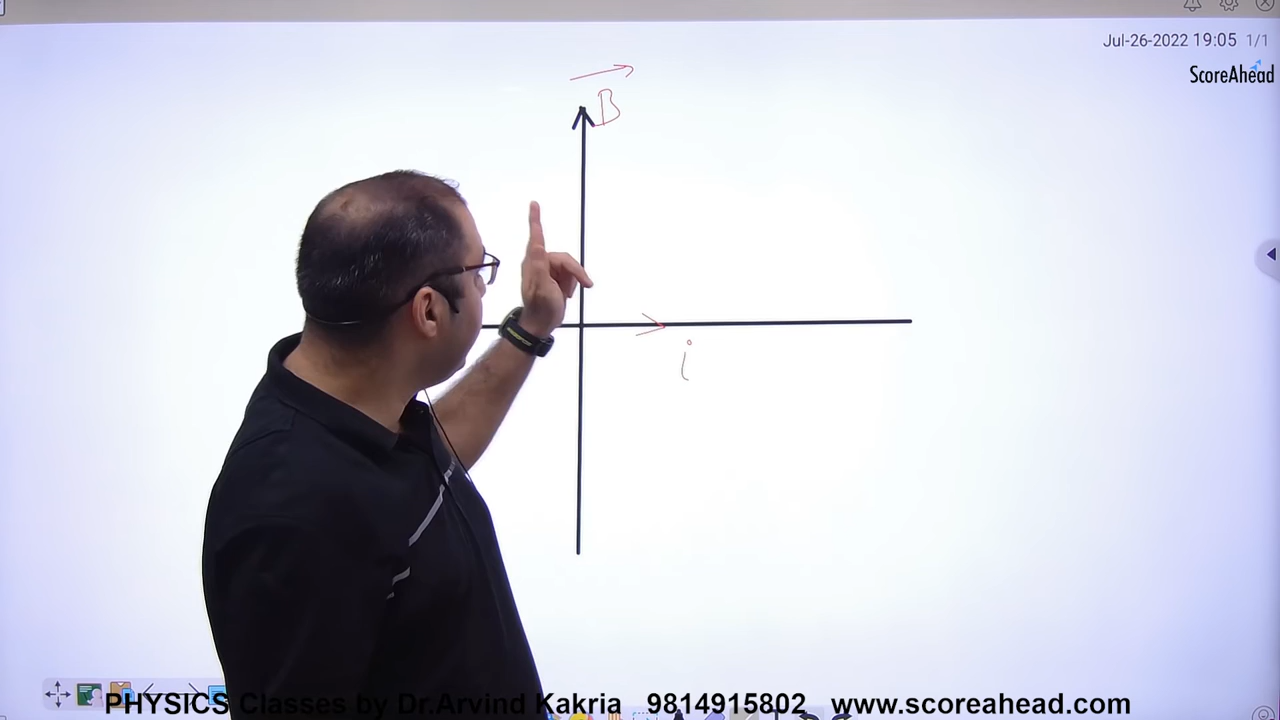 Jul-26-2022 19:05 1/1
ScoreAhead
B
i
PHYSICS Classes by Dr.Arvind Kakria 9814915802 www.scoreahead.com